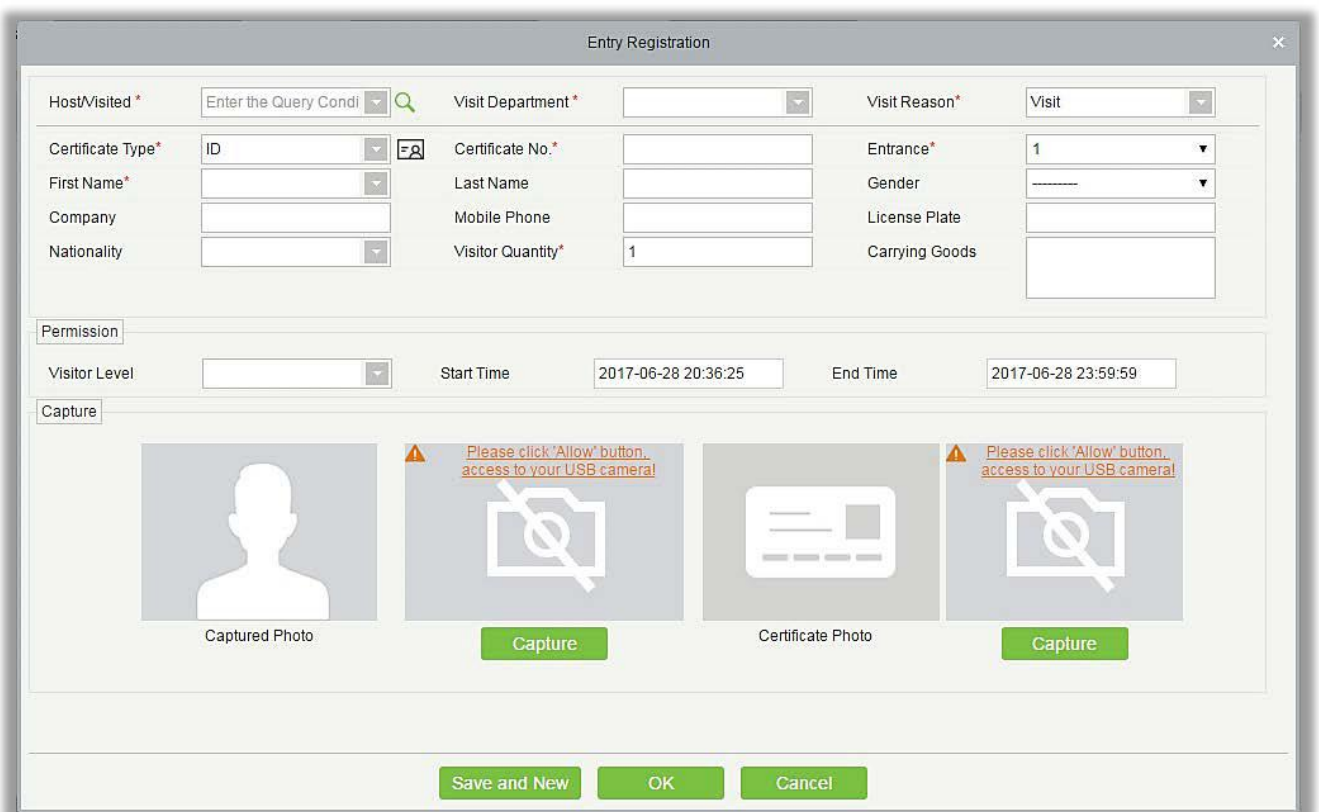 Entry Registration ×
Host/Visited * Enter the Query Condi Visit Department * Visit Reason* Visit
Certificate Type* ID Certificate No.* Entrance* 1
First Name* Last Name Gender ---------
Company Mobile Phone License Plate
Nationality Visitor Quantity* 1 Carrying Goods
Permission
Visitor Level Start Time 2017-06-28 20:36:25 End Time 2017-06-28 23:59:59
Capture
Please click 'Allow' button, Please click 'Allow' button,
access to your USB camera! access to your USB camera!
Captured Photo Capture Certificate Photo Capture
Save and New OK Cancel